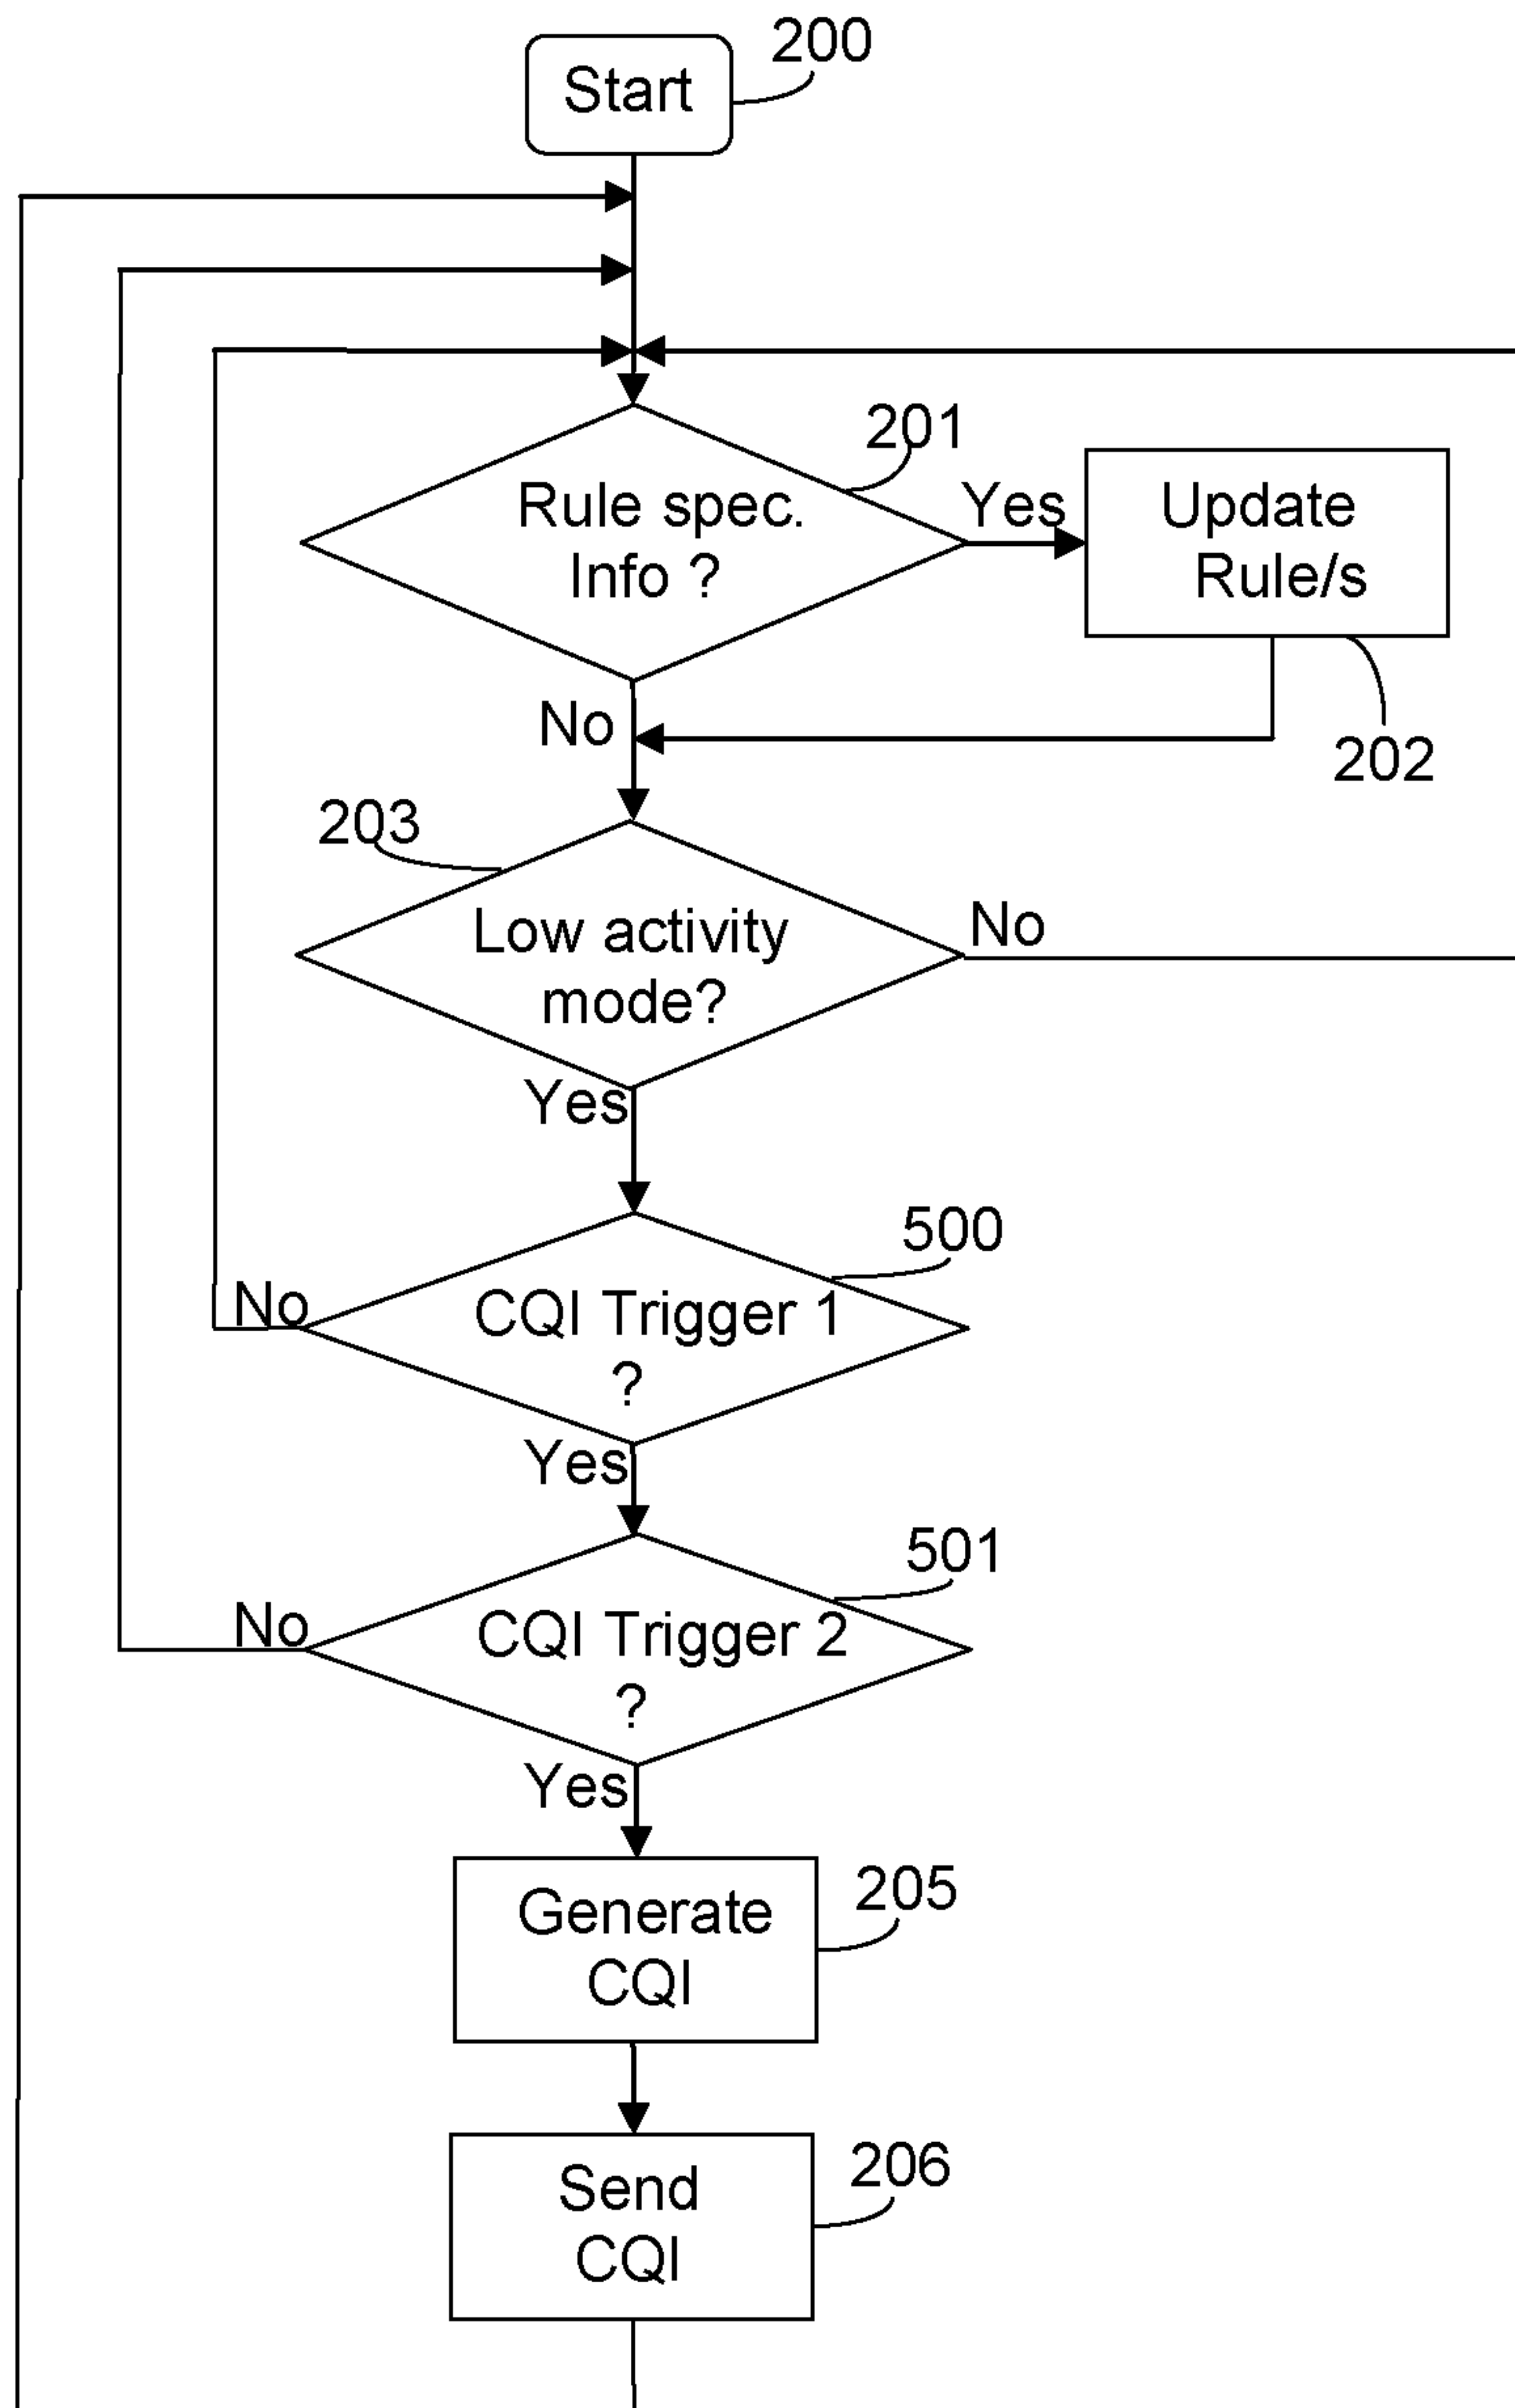 200
Start
201
Rule spec.
Info ?
Yes
Update
Rule/s
No
202
203
Low activity
mode?
No
Yes
500
CQI Trigger 1
?
No
Yes
501
CQI Trigger 2
?
No
Yes
205
Generate
CQI
206
Send
CQI